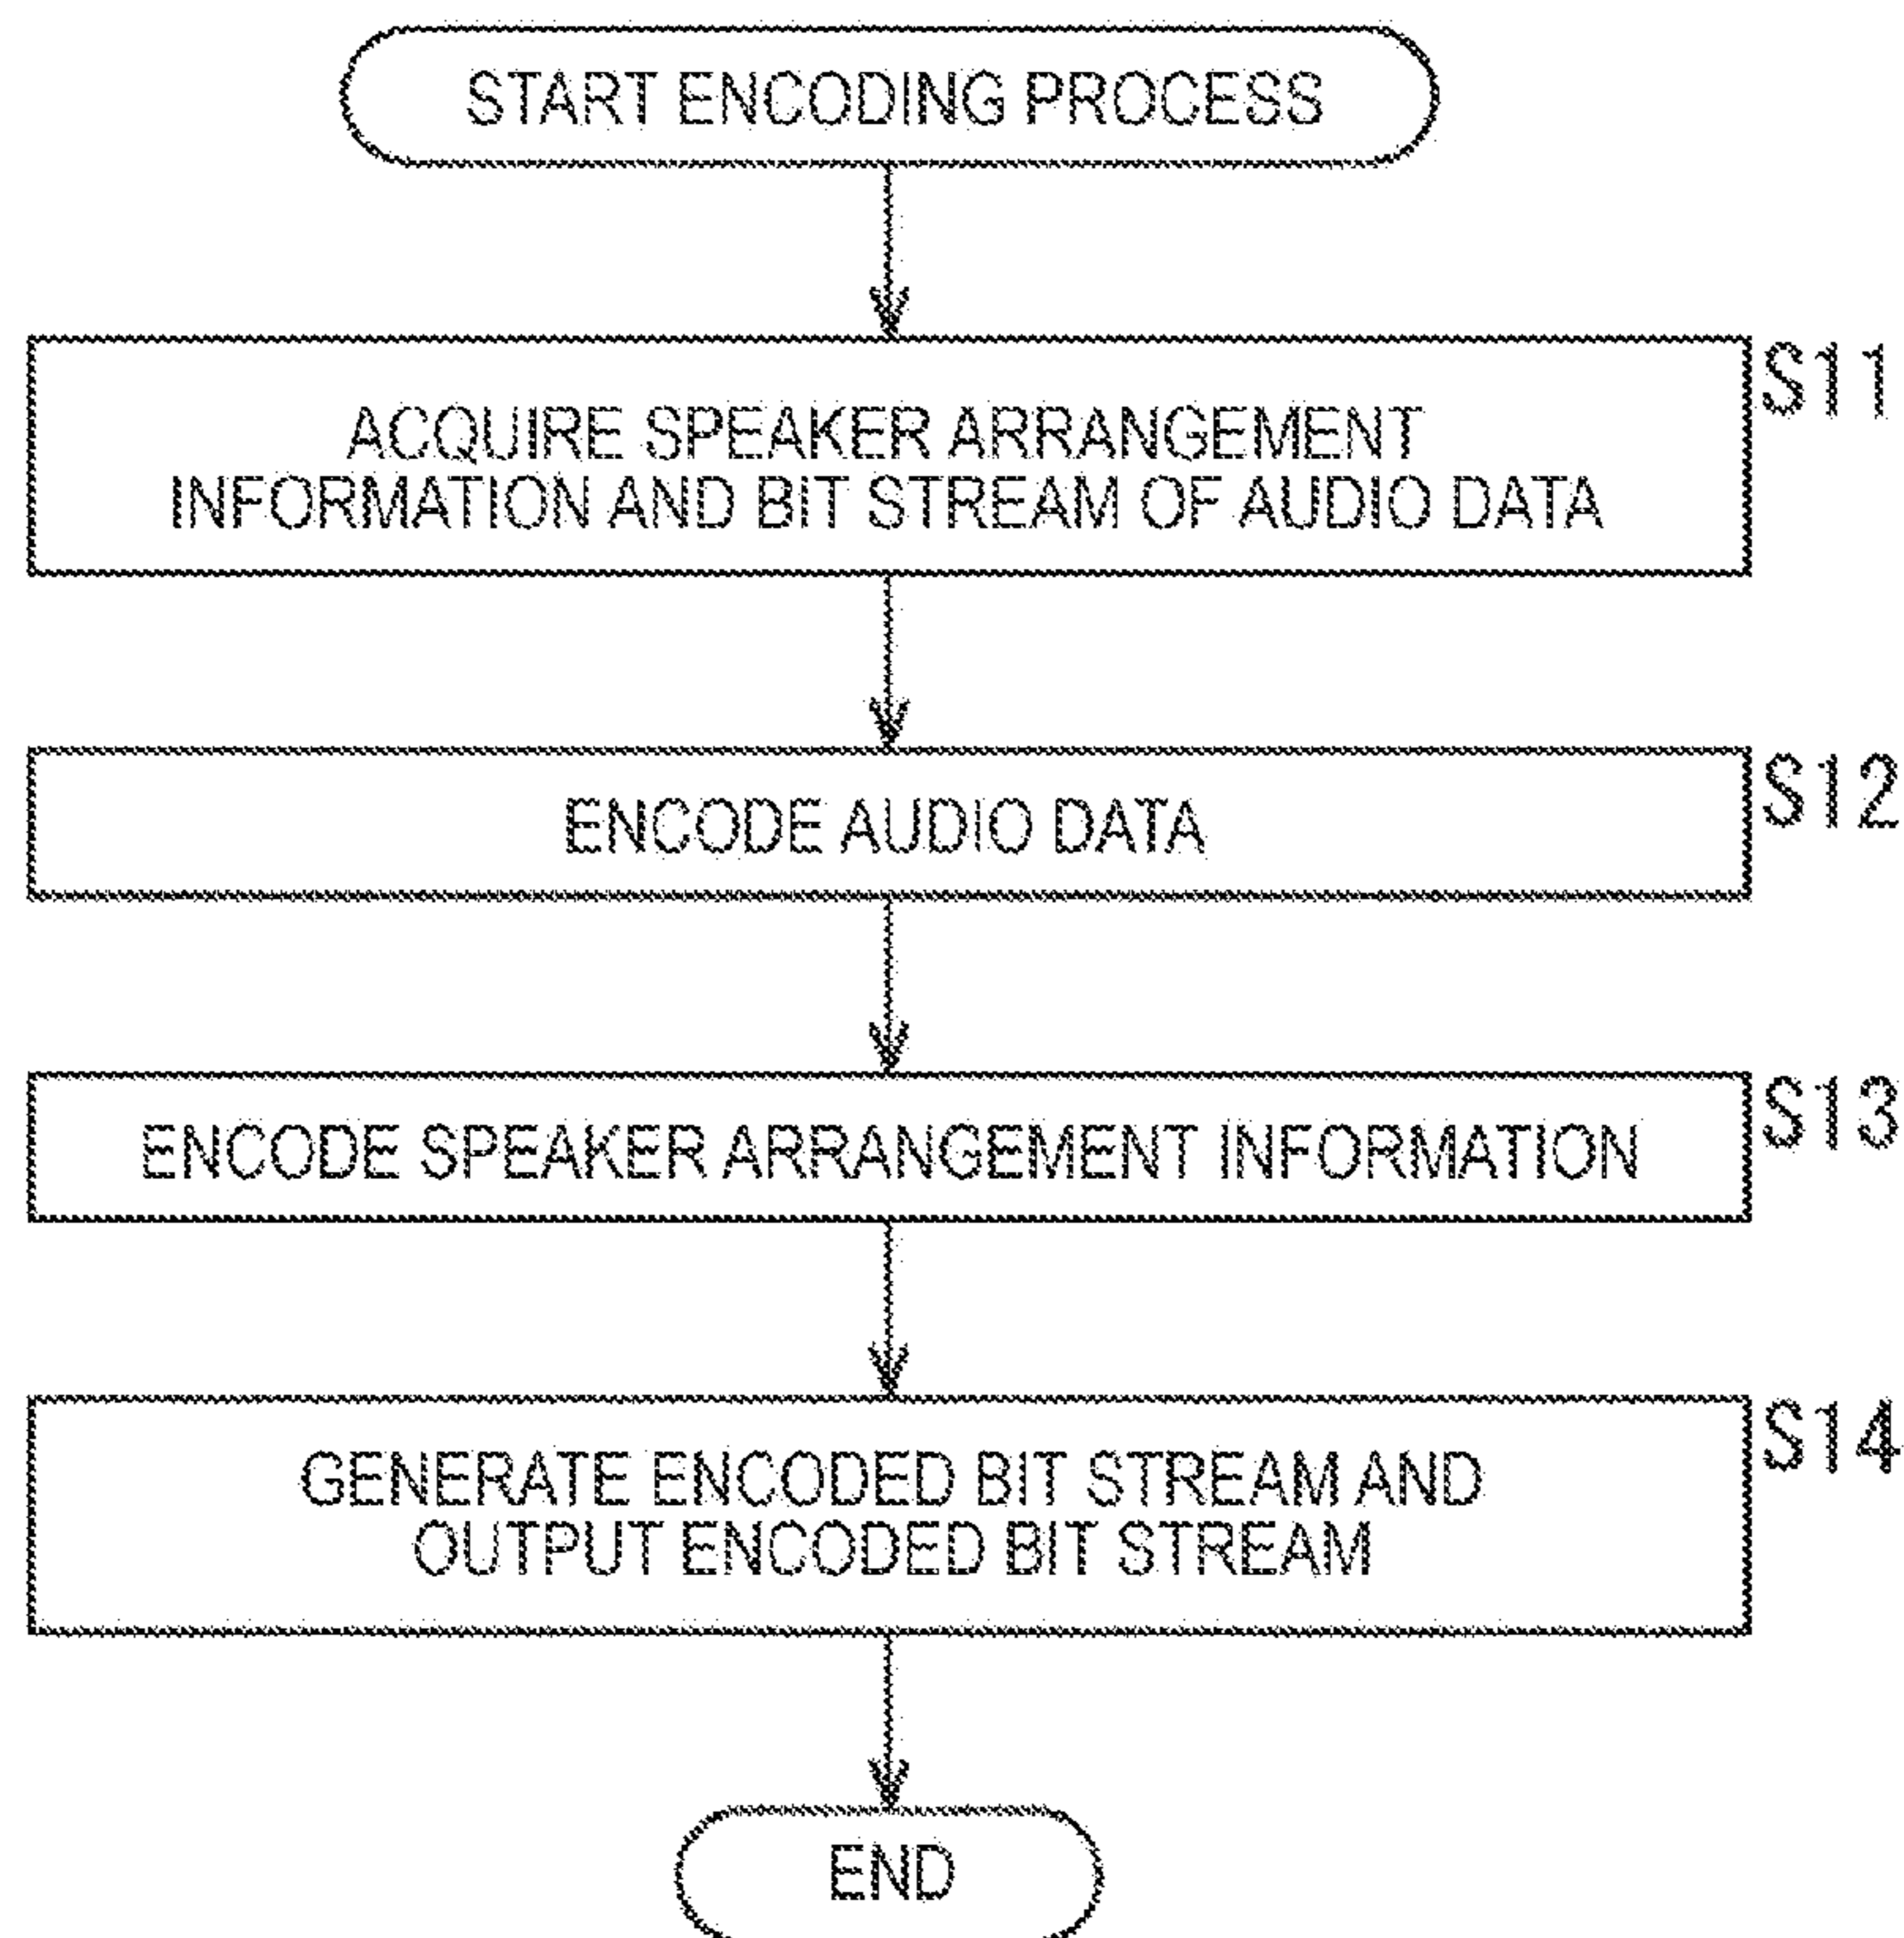 START ENCODING PROCESS
S11
ACQUIRE SPEAKER ARRANGEMENT
INFORMATION AND BIT STREAM OF AUDIO DATA
S12
ENCODE AUDIO DATA
S13
ENCODE SPEAKER ARRANGEMENT INFORMATION
S14
GENERATE ENCODED BIT STREAM AND
OUTPUT ENCODED BIT STREAM
END